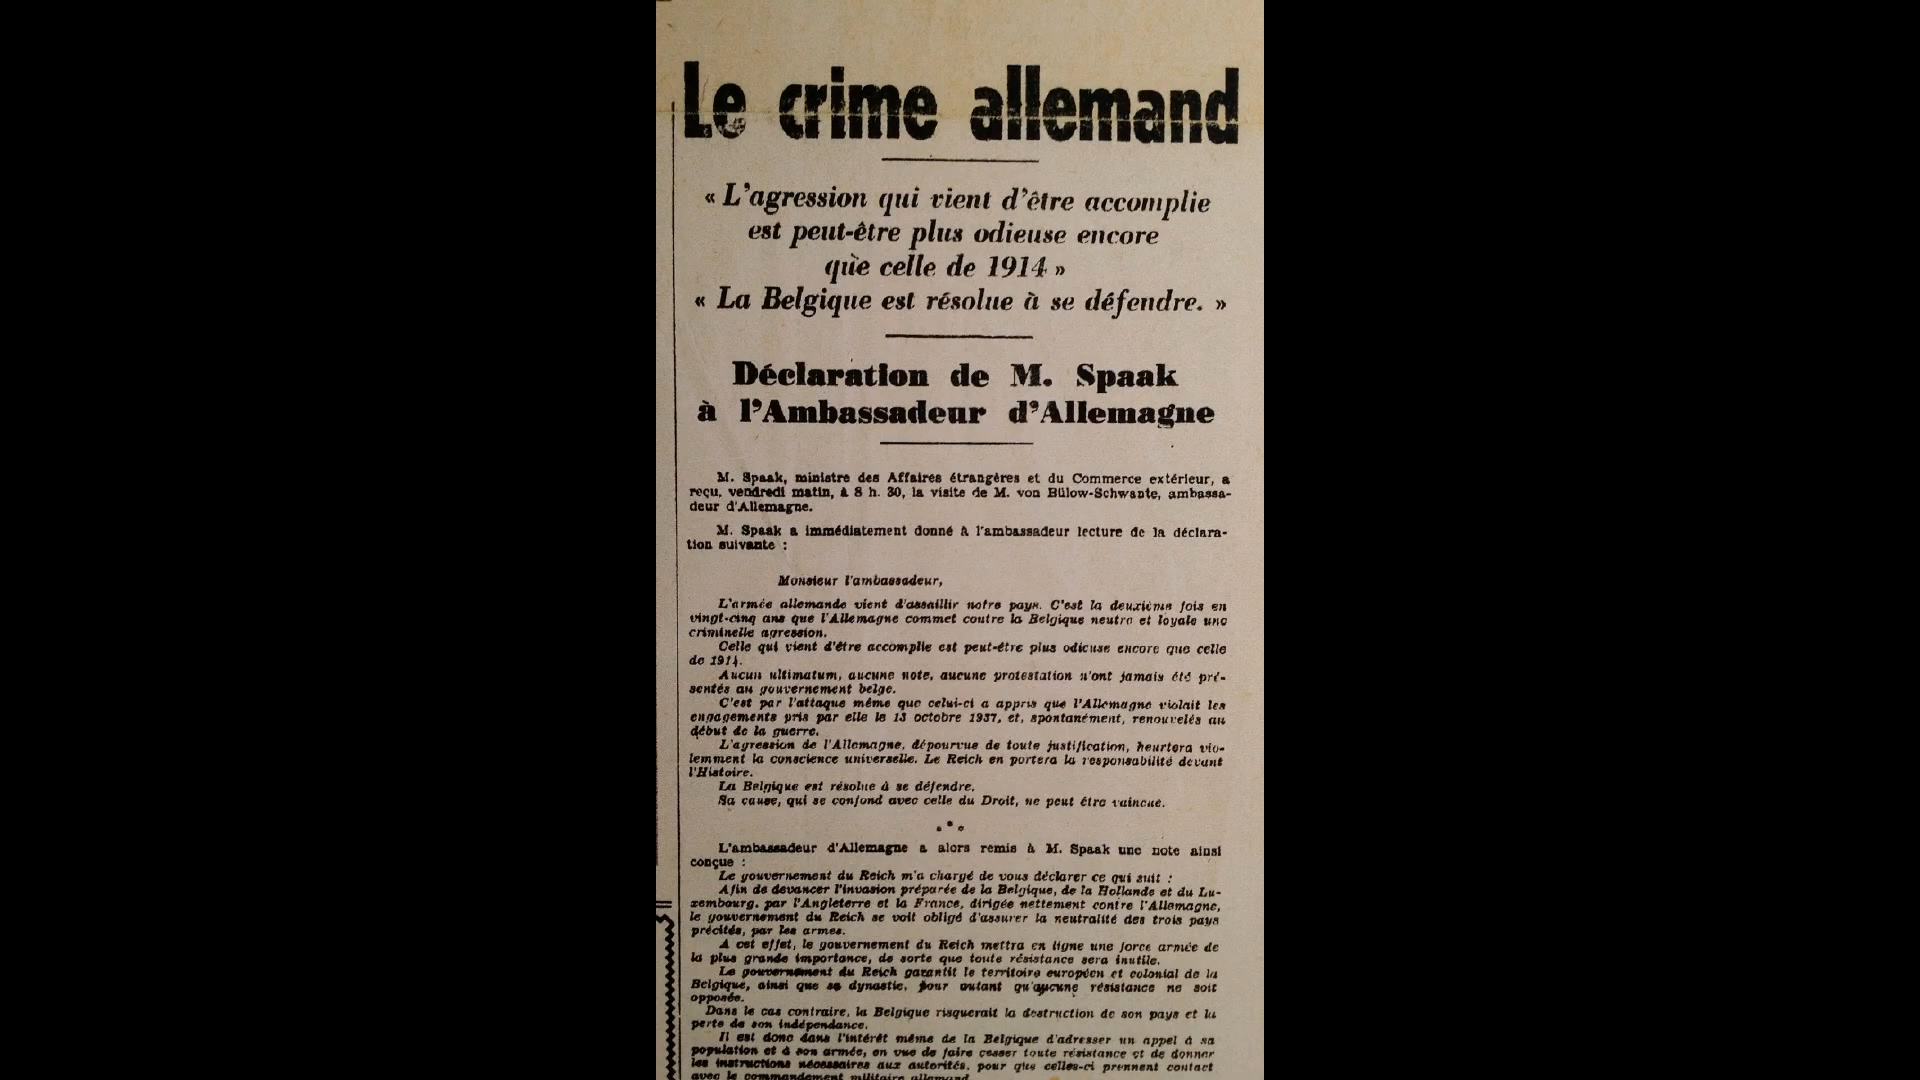 Le crime allemand
« L'agression qui vient d'être accomplie
est peut-être plus odieuse encore
que celle de 1914 »
« La Belgique est résolue à se défendre. »
Déclaration de M. Spaak
à l'Ambassadeur d'Allemagne
M. Spaak, ministre des Affaires étrangères et du Commerce extérieur, a
reçu, vendredi matin, à 8 h. 30, la visite de M. von Bülow-Schwante, ambassa-
deur d'Allemagne.
M. Spaak a immédiatement donné à l'ambassadeur lecture de la déclara-
tion suivante :
Monsieur l'ambassadeur,
L'armée allemande vient d'assaillir notre pays. C'est la deuxième fois en
vingt-cinq ans que l'Allemagne commet contre la Belgique neutre et loyale une
criminelle agression.
Celle qui vient d'être accomplie est peut-être plus odieuse encore que celle
de 1914.
Aucun ultimatum, aucune note, aucune protestation n'ont jamais été pré-
sentés au gouvernement belge.
C'est par l'attaque même que celui-ci a appris que l'Allemagne violait les
engagements pris par elle le 13 octobre 1937, et, spontanément, renouvelés au
début de la guerre.
L'agression de l'Allemagne, dépourvue de toute justification, heurtera vio-
lemment la conscience universelle. Le Reich en portera la responsabilité devant
l'Histoire.
La Belgique est résolue à se défendre.
Sa cause, qui se confond avec celle du Droit, ne peut être vaincue.
L'ambassadeur d'Allemagne a alors remis à M. Spaak une note ainsi
conçue :
Le gouvernement du Reich m'a chargé de vous déclarer ce qui suit :
Afin de devancer l'invasion préparée de la Belgique, de la Hollande et du Lu-
xembourg, par l'Angleterre et la France, dirigée nettement contre l'Allemagne,
le gouvernement du Reich se voit obligé d'assurer la neutralité des trois pays
précités, par les armes.
A cet effet, le gouvernement du Reich mettra en ligne une force armée de
la plus grande importance, de sorte que toute résistance sera inutile.
Le gouvernement du Reich garantit le territoire européen et colonial de la
Belgique, ainsi que sa dynastie, pour autant qu'aucune résistance ne soit
opposée.
Dans le cas contraire, la Belgique risquerait la destruction de son pays et la
perte de son indépendance.
Il est donc dans l'intérêt même de la Belgique d'adresser un appel à sa
population et à son armée, en vue de faire cesser toute résistance et de donner
les instructions nécessaires aux autorités, pour que celles-ci prennent contact
avec le commandement militaire allemand